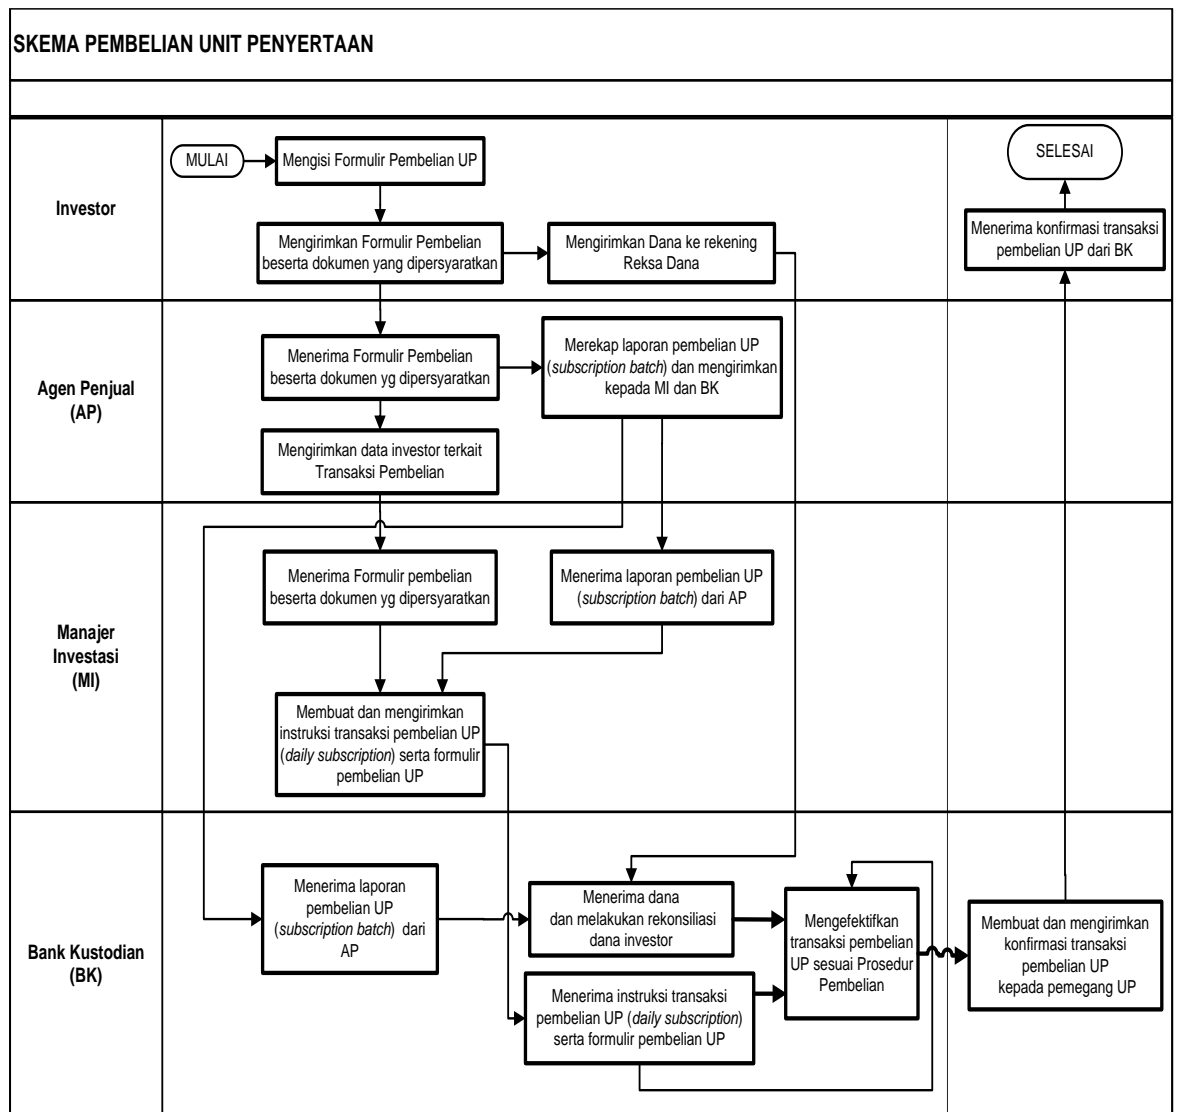 SKEMA PEMBELIAN UNIT PENYERTAAN
Investor
MULAI
Mengisi Formulir Pembelian UP
SELESAI
Mengirimkan Formulir Pembelian
beserta dokumen yang dipersyaratkan
Mengirimkan Dana ke rekening
Reksa Dana
Menerima konfirmasi transaksi
pembelian UP dari BK
Agen Penjual
(AP)
Menerima Formulir Pembelian
beserta dokumen yg dipersyaratkan
Merekap laporan pembelian UP
(subscription batch) dan mengirimkan
kepada MI dan BK
Mengirimkan data investor terkait
Transaksi Pembelian
Manajer
Investasi
(MI)
Menerima Formulir pembelian
beserta dokumen yg dipersyaratkan
Menerima laporan pembelian UP
(subscription batch) dari AP
Membuat dan mengirimkan
instruksi transaksi pembelian UP
(daily subscription) serta formulir
pembelian UP
Bank Kustodian
(BK)
Menerima laporan
pembelian UP
(subscription batch) dari
AP
Menerima dana
dan melakukan rekonsiliasi
dana investor
Mengefektifkan
transaksi pembelian
UP sesuai Prosedur
Pembelian
Membuat dan mengirimkan
konfirmasi transaksi
pembelian UP
kepada pemegang UP
Menerima instruksi transaksi
pembelian UP (daily subscription)
serta formulir pembelian UP